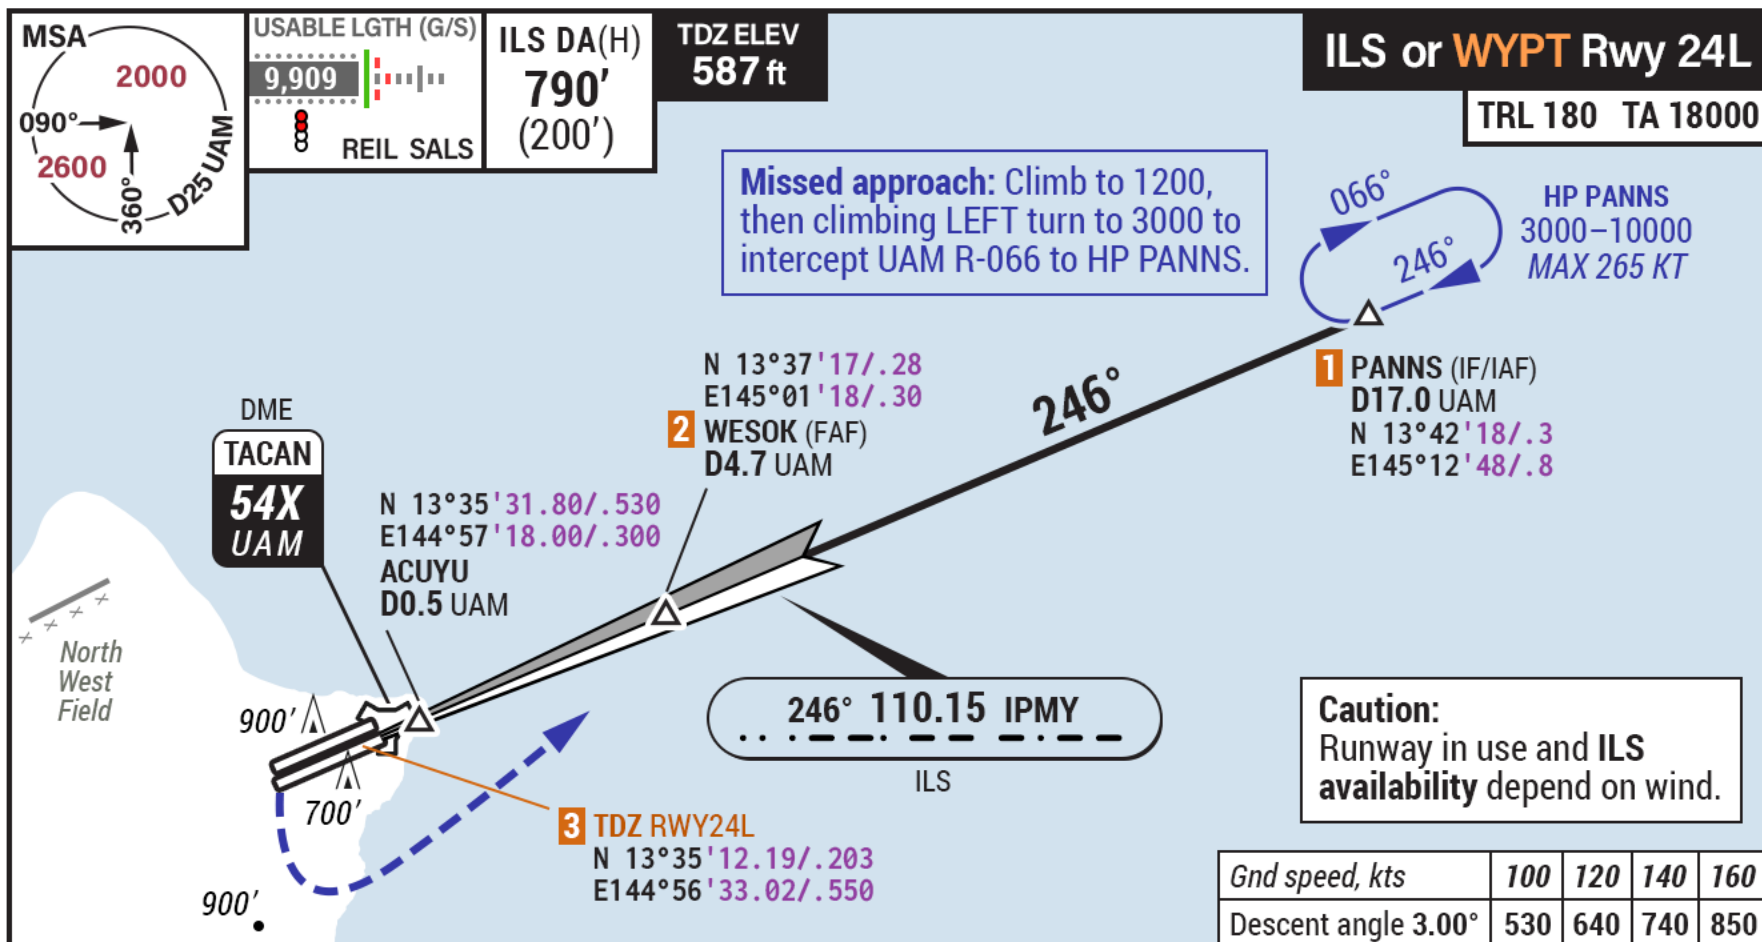 MSA
2000
090°
2600
360°
D25 UAM
USABLE LGTH (G/S)
9,909
REIL SALS
ILS DA(H)
790'
(200')
TDZ ELEV
587 ft
ILS or WYPT Rwy 24L
TRL 180 TA 18000
Missed approach: Climb to 1200,
then climbing LEFT turn to 3000 to
intercept UAM R-066 to HP PANNS.
066°
246°
HP PANNS
3000–10000
MAX 265 KT
1 PANNS (IF/IAF)
D17.0 UAM
N 13°42'18/.3
E145°12'48/.8
246°
N 13°37'17/.28
E145°01'18/.30
2 WESOK (FAF)
D4.7 UAM
DME
TACAN
54X
UAM
N 13°35'31.80/.530
E144°57'18.00/.300
ACUYU
D0.5 UAM
North
West
Field
900'
700'
900'
246° 110.15 IPMY
ILS
3 TDZ RWY24L
N 13°35'12.19/.203
E144°56'33.02/.550
Caution:
Runway in use and ILS
availability depend on wind.
Gnd speed, kts 100 120 140 160
Descent angle 3.00° 530 640 740 850